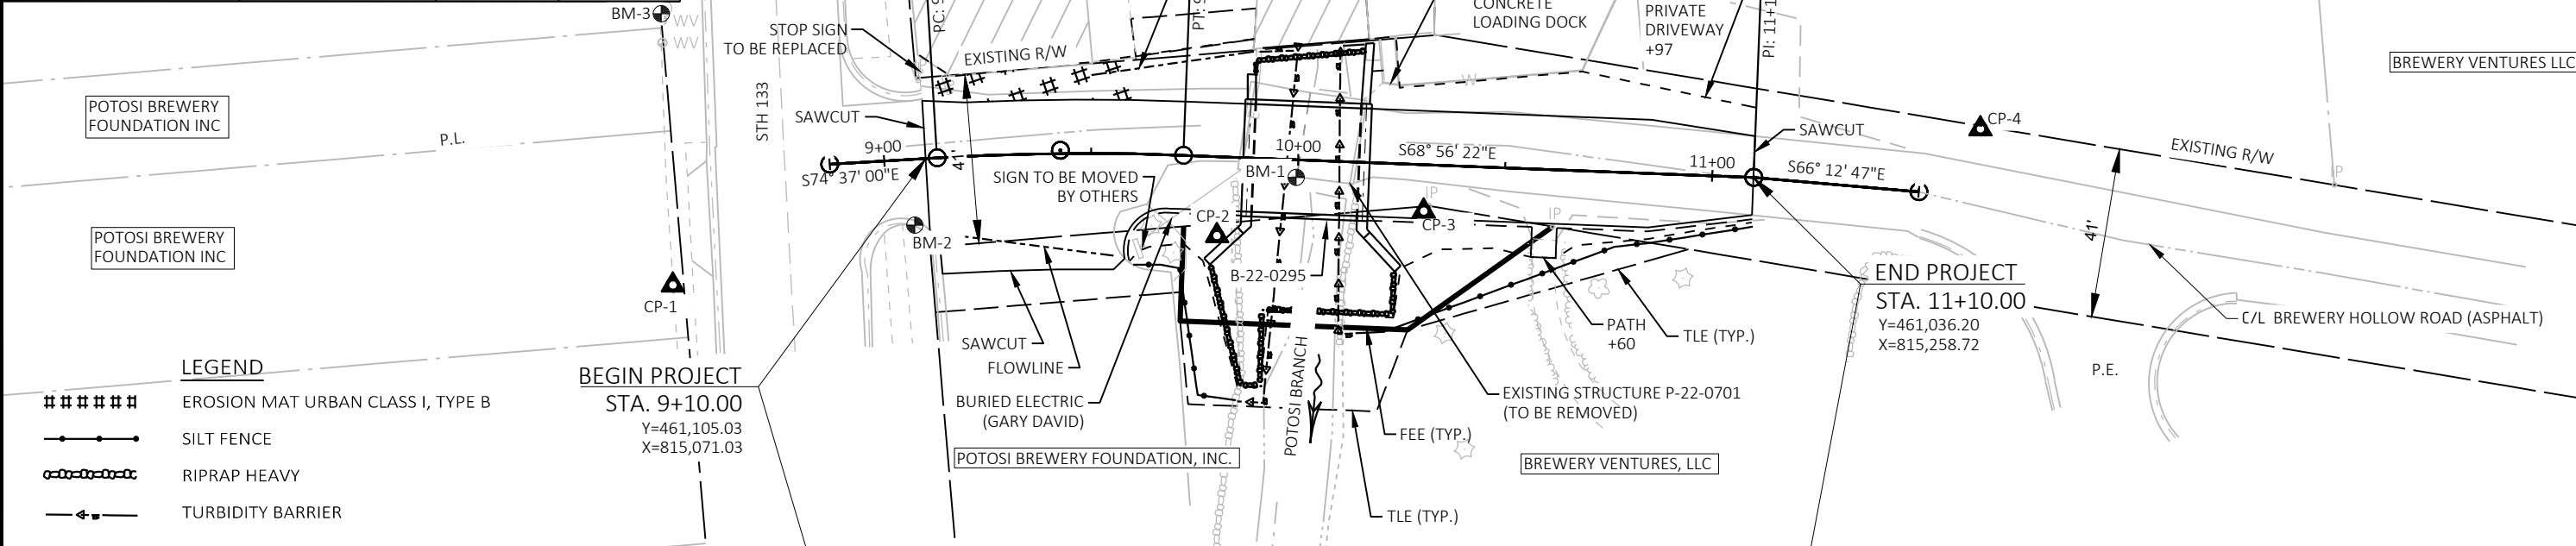 BM-3
WV
WV
STOP SIGN
TO BE REPLACED
EXISTING R/W
CONCRETE
LOADING DOCK
PRIVATE
DRIVEWAY
+97
PI: 11+1
BREWERY VENTURES LLC
POTOSI BREWERY
FOUNDATION INC
P.L.
STH 133
SAWCUT
9+00
S74° 37' 00"E
41'
SIGN TO BE MOVED
BY OTHERS
10+00
BM-1
S68° 56' 22"E
W
11+00
SAWCUT
S66° 12' 47"E
CP-4
EXISTING R/W
IP
IP
IP
41'
POTOSI BREWERY
FOUNDATION INC
BM-2
CP-2
CP-3
B-22-0295
CP-1
END PROJECT
STA. 11+10.00
Y=461,036.20
X=815,258.72
C/L BREWERY HOLLOW ROAD (ASPHALT)
P.E.
PATH
+60
TLE (TYP.)
SAWCUT
FLOWLINE
BURIED ELECTRIC
(GARY DAVID)
POTOSI BRANCH
EXISTING STRUCTURE P-22-0701
(TO BE REMOVED)
FEE (TYP.)
TLE (TYP.)
POTOSI BREWERY FOUNDATION, INC.
BREWERY VENTURES, LLC
BEGIN PROJECT
STA. 9+10.00
Y=461,105.03
X=815,071.03
LEGEND
EROSION MAT URBAN CLASS I, TYPE B
SILT FENCE
RIPRAP HEAVY
TURBIDITY BARRIER